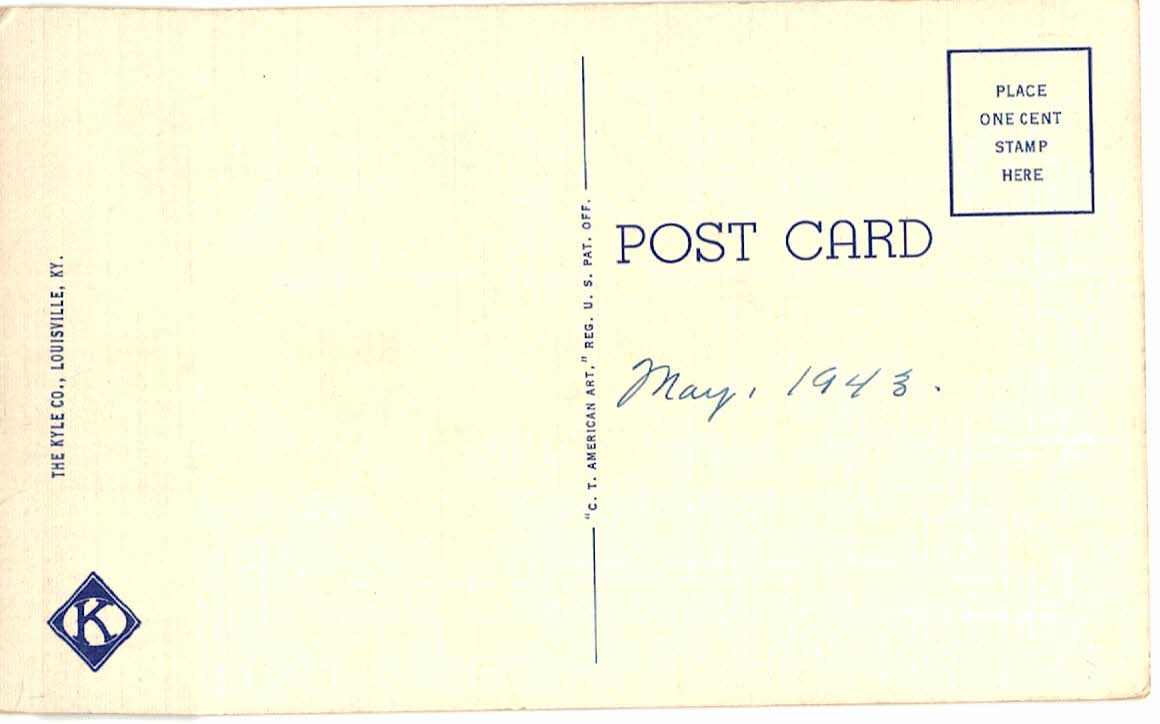 THE KYLE CO., LOUISVILLE, KY.
K
"C. T. AMERICAN ART," REG. U. S. PAT. OFF.
POST CARD
PLACE
ONE CENT
STAMP
HERE
May, 1943.